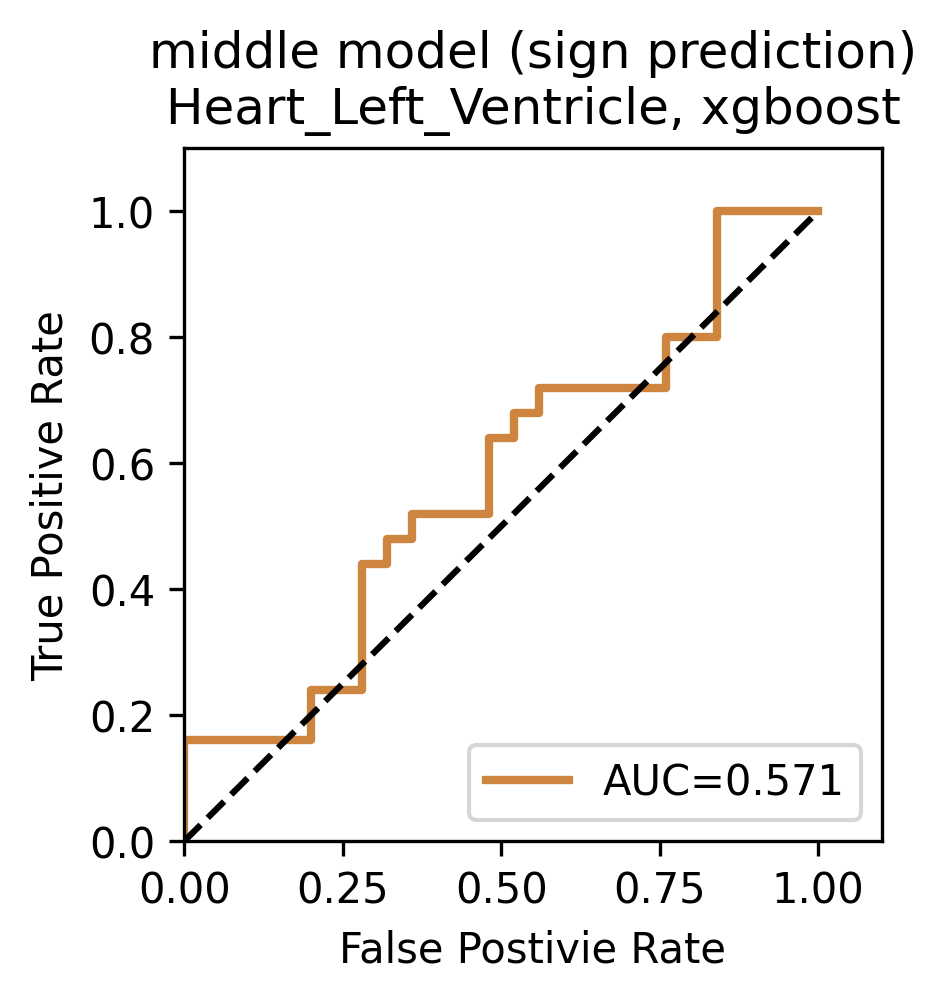 middle model (sign prediction)
Heart_Left_Ventricle, xgboost
True Positive Rate
1.0
0.8
0.6
0.4
0.2
0.0
AUC=0.571
0.00 0.25 0.50 0.75 1.00
False Postivie Rate